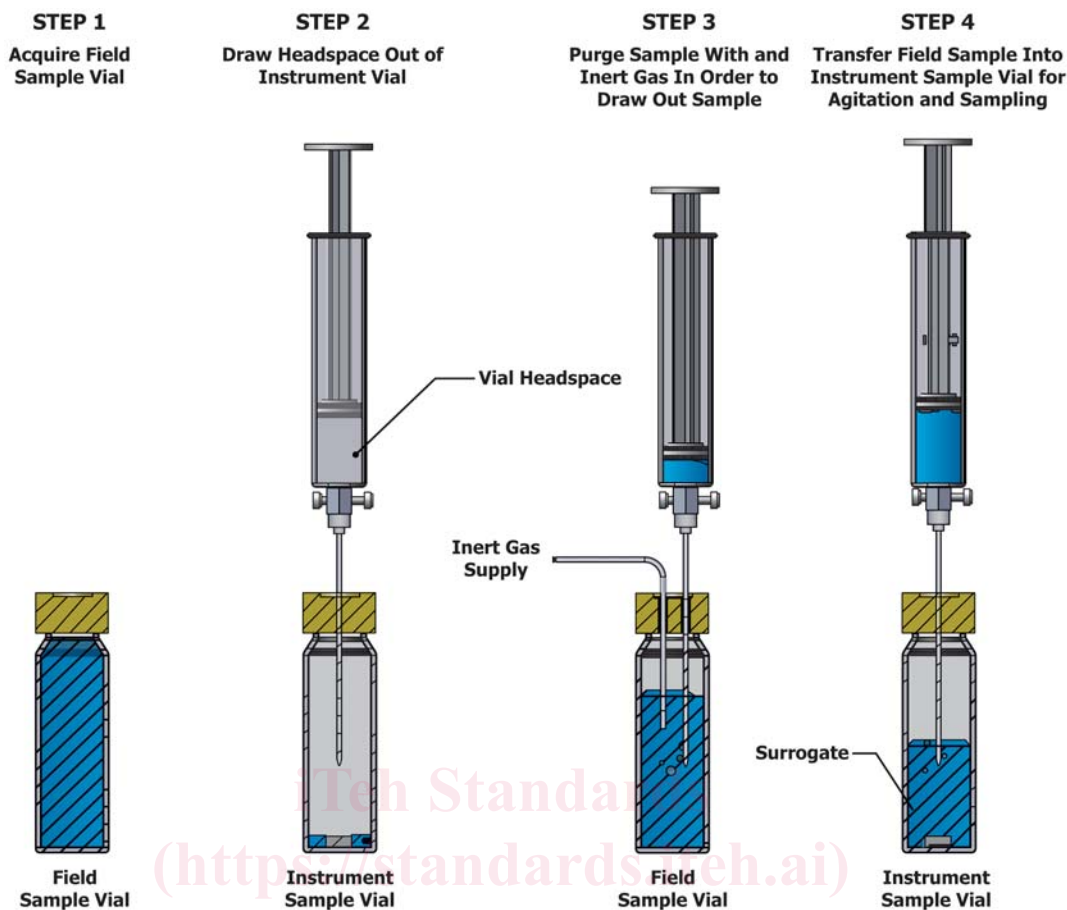 STEP 1
Acquire Field
Sample Vial
STEP 2
Draw Headspace Out of
Instrument Vial
STEP 3
Purge Sample With and
Inert Gas In Order to
Draw Out Sample
STEP 4
Transfer Field Sample Into
Instrument Sample Vial for
Agitation and Sampling
Vial Headspace
Inert Gas
Supply
Surrogate
iTeh Standards
(https://standards.iteh.ai)
Field
Sample Vial
Instrument
Sample Vial
Field
Sample Vial
Instrument
Sample Vial